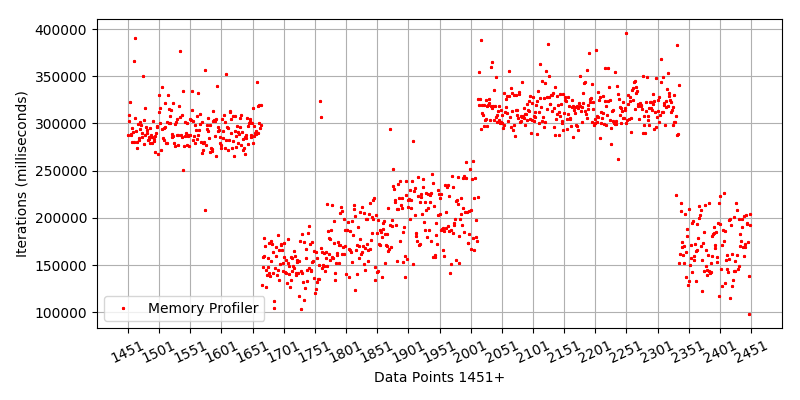 400000
350000
300000
250000
200000
150000
100000
Iterations (milliseconds)
Memory Profiler
1451 1501 1551 1601 1651 1701 1751 1801 1851 1901 1951 2001 2051 2101 2151 2201 2251 2301 2351 2401 2451
Data Points 1451+